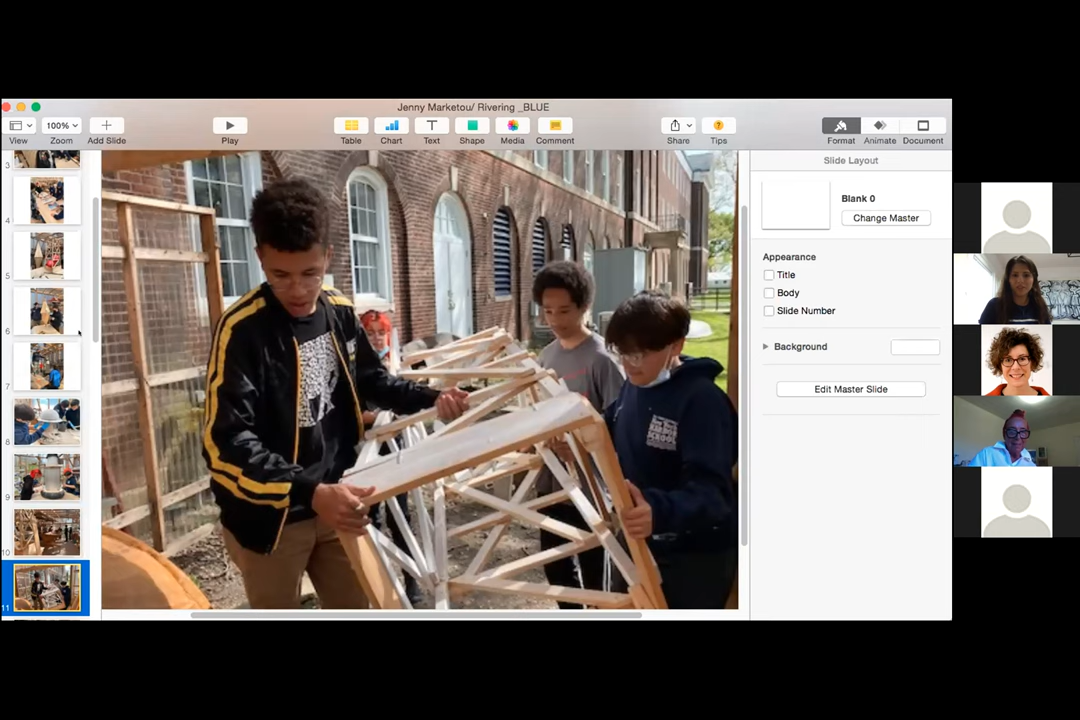 Jenny Marketou/ Rivering _BLUE
100%
View
Zoom
Add Slide
Play
Table
Chart
Text
Shape
Media
Comment
Share
Tips
Format
Animate
Document
Slide Layout
Blank 0
Change Master
Appearance
Title
Body
Slide Number
Background
Edit Master Slide
3
4
5
6
7
8
9
10
11
HARBOR
SCHOOL